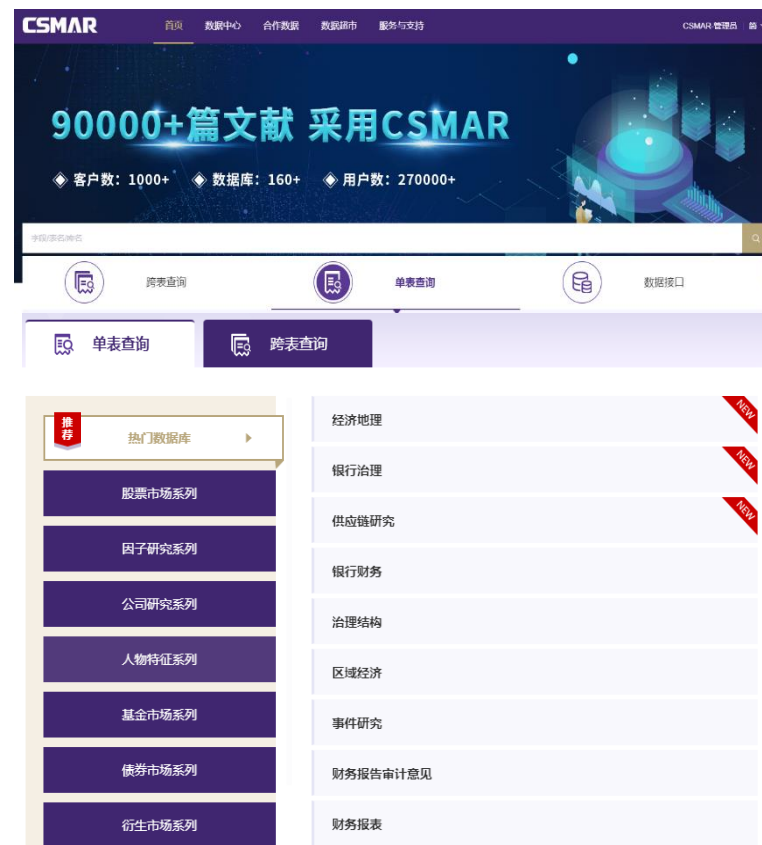 CSMAR 首页 数据中心 合作数据 数据超市 服务与支持 CSMAR 管理员 简
90000+篇文献 采用CSMAR
客户数：1000+ 数据库：160+ 用户数：270000+
字段/表名/库名
跨表查询 单表查询 数据接口
单表查询 跨表查询
推荐 热门数据库
股票市场系列
因子研究系列
公司研究系列
人物特征系列
基金市场系列
债券市场系列
衍生市场系列
经济地理 NEW
银行治理 NEW
供应链研究 NEW
银行财务
治理结构
区域经济
事件研究
财务报告审计意见
财务报表